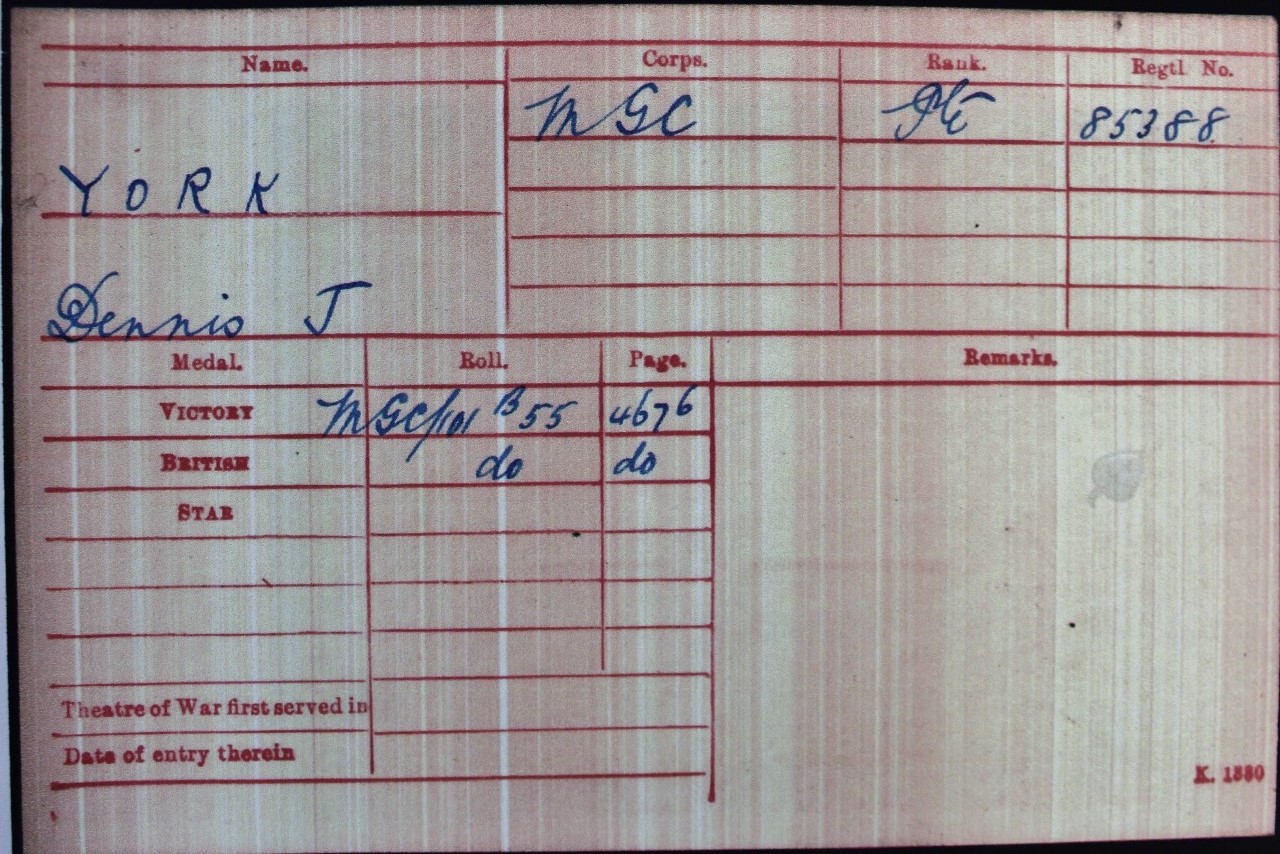 Name. Corps. Rank. Regtl. No.
MGC Pte 85388
YORK
Dennis J
Medal. Roll. Page. Remarks.
VICTORY MGC/101 B55 4676
BRITISH do do
STAR
Theatre of War first served in
Date of entry therein
K. 1380